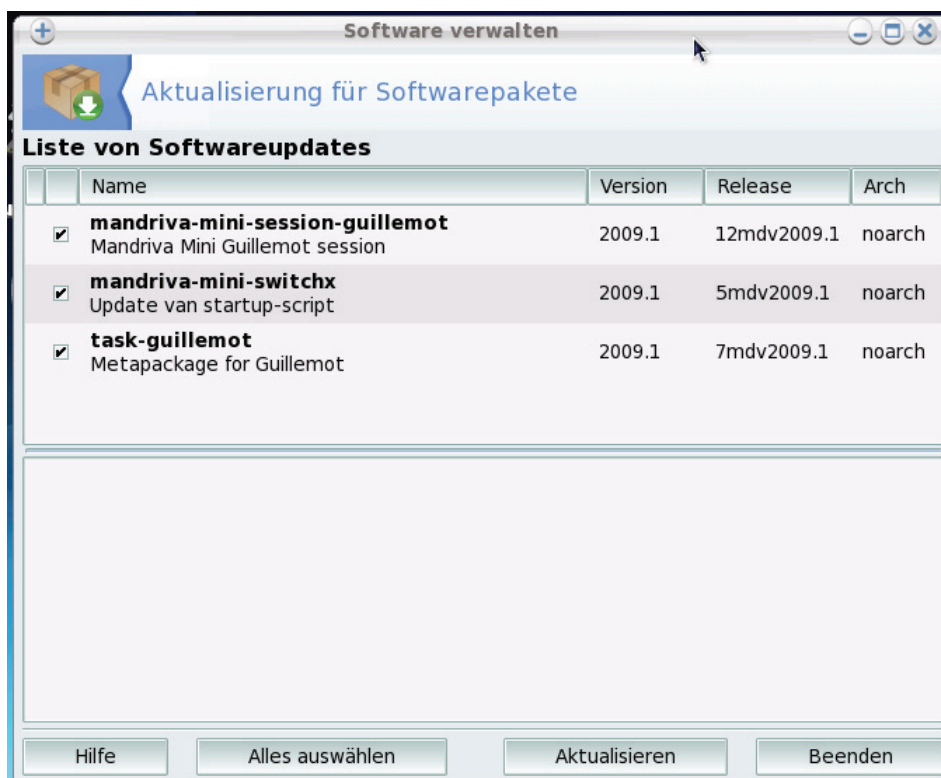 Software verwalten
Aktualisierung für Softwarepakete
Liste von Softwareupdates
Name Version Release Arch
mandriva-mini-session-guillemot
Mandriva Mini Guillemot session
2009.1 12mdv2009.1 noarch
mandriva-mini-switchx
Update van startup-script
2009.1 5mdv2009.1 noarch
task-guillemot
Metapackage for Guillemot
2009.1 7mdv2009.1 noarch
Hilfe Alles auswählen Aktualisieren Beenden